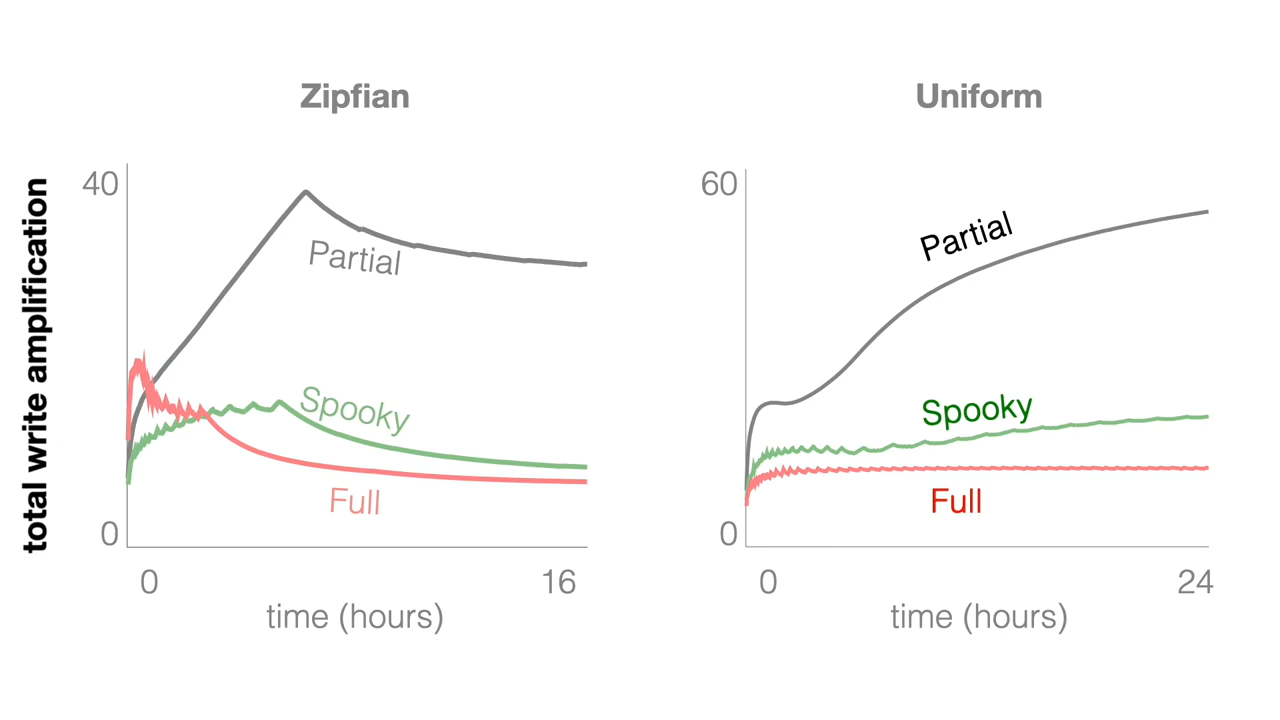 Zipfian
total write amplification
40
Partial
Spooky
Full
0
0
16
time (hours)
Uniform
60
Partial
Spooky
Full
0
0
24
time (hours)